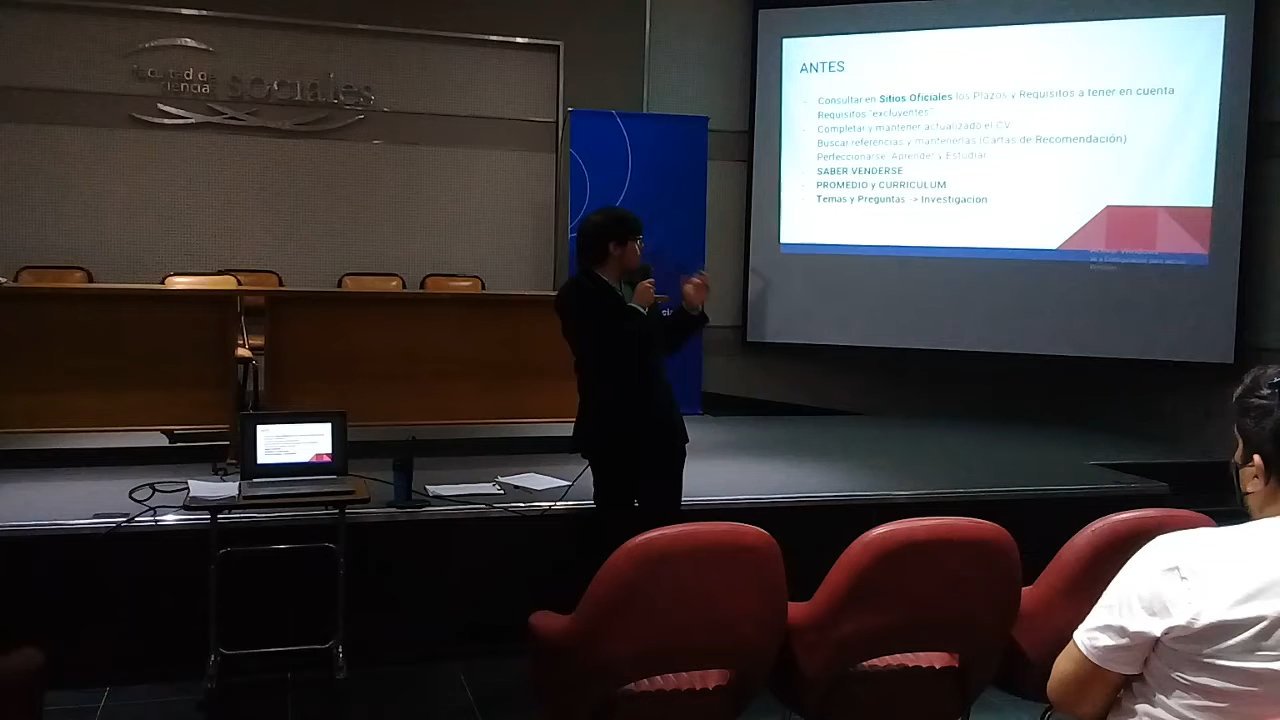 facultad de
ciencias sociales
ANTES
- Consultar en Sitios Oficiales los Plazos y Requisitos a tener en cuenta
Requisitos "excluyentes"
- Completar y mantener actualizado el CV
Buscar referencias y mantenerlas (Cartas de Recomendación)
Perfeccionarse, Aprender y Estudiar
- SABER VENDERSE
- PROMEDIO y CURRICULUM
- Temas y Preguntas -> Investigacion